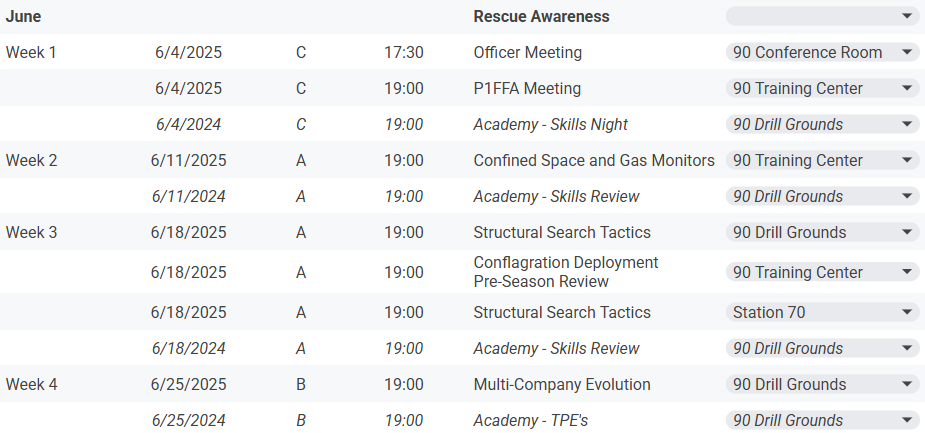 June Rescue Awareness
Week 1 6/4/2025 C 17:30 Officer Meeting 90 Conference Room
6/4/2025 C 19:00 P1FFA Meeting 90 Training Center
6/4/2024 C 19:00 Academy - Skills Night 90 Drill Grounds
Week 2 6/11/2025 A 19:00 Confined Space and Gas Monitors 90 Training Center
6/11/2024 A 19:00 Academy - Skills Review 90 Drill Grounds
Week 3 6/18/2025 A 19:00 Structural Search Tactics 90 Drill Grounds
6/18/2025 A 19:00 Conflagration Deployment
Pre-Season Review 90 Training Center
6/18/2025 A 19:00 Structural Search Tactics Station 70
6/18/2024 A 19:00 Academy - Skills Review 90 Drill Grounds
Week 4 6/25/2025 B 19:00 Multi-Company Evolution 90 Drill Grounds
6/25/2024 B 19:00 Academy - TPE's 90 Drill Grounds